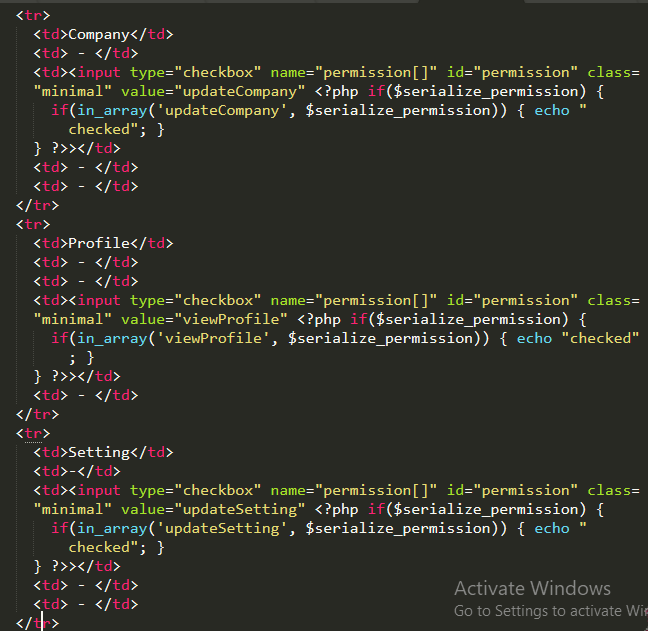 <tr>
<td>Company</td>
<td> - </td>
<td><input type="checkbox" name="permission[]" id="permission" class=
"minimal" value="updateCompany" <?php if($serialize_permission) {
if(in_array('updateCompany', $serialize_permission)) { echo "
checked"; }
} ?>></td>
<td> - </td>
<td> - </td>
</tr>
<tr>
<td>Profile</td>
<td> - </td>
<td> - </td>
<td><input type="checkbox" name="permission[]" id="permission" class=
"minimal" value="viewProfile" <?php if($serialize_permission) {
if(in_array('viewProfile', $serialize_permission)) { echo "checked"
; }
} ?>></td>
<td> - </td>
</tr>
<tr>
<td>Setting</td>
<td>-</td>
<td><input type="checkbox" name="permission[]" id="permission" class=
"minimal" value="updateSetting" <?php if($serialize_permission) {
if(in_array('updateSetting', $serialize_permission)) { echo "
checked"; }
} ?>></td>
<td> - </td>
<td> - </td>
</tr>
Activate Windows
Go to Settings to activate Wi